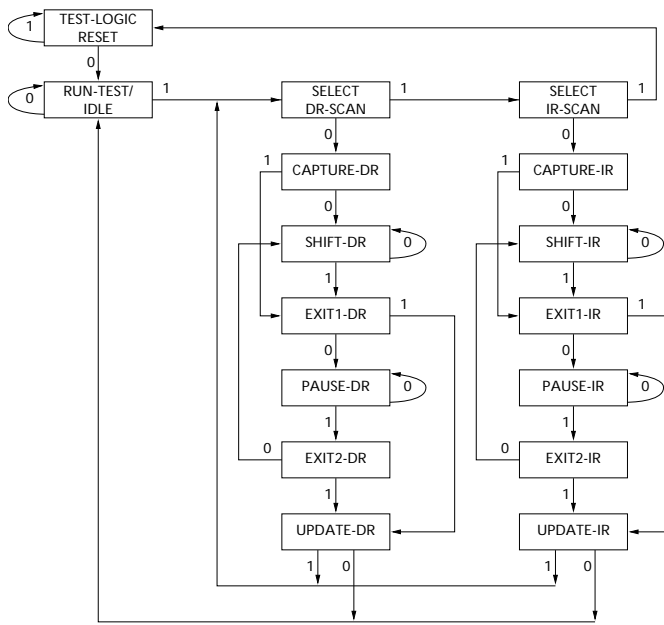 TEST-LOGIC
RESET
1
0
RUN-TEST/
IDLE
0
1
SELECT
DR-SCAN
1
SELECT
IR-SCAN
1
0
0
1
CAPTURE-DR
1
CAPTURE-IR
0
0
SHIFT-DR
0
SHIFT-IR
0
1
1
EXIT1-DR
1
EXIT1-IR
1
0
0
PAUSE-DR
0
PAUSE-IR
0
1
1
0
EXIT2-DR
0
EXIT2-IR
1
1
UPDATE-DR
UPDATE-IR
1
0
1
0